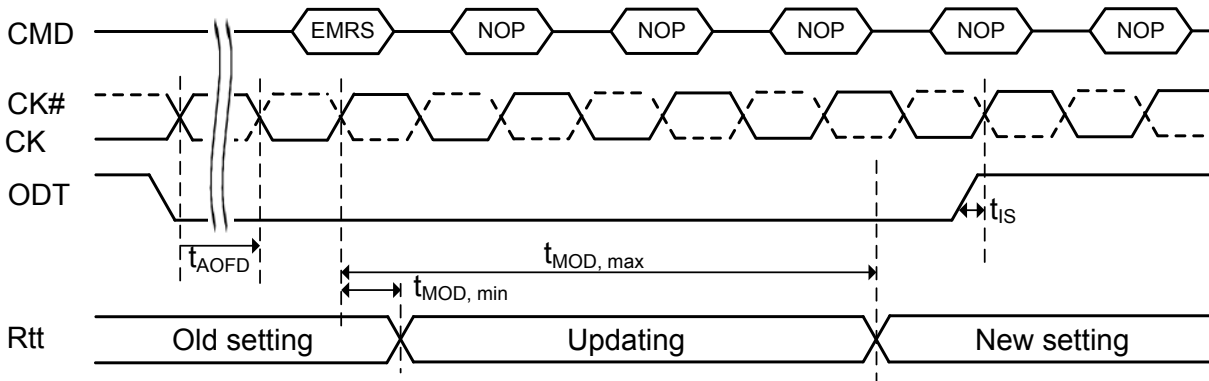 CMD EMRS NOP NOP NOP NOP NOP
CK#
CK
ODT
tIS
tAOFD
tMOD, max
tMOD, min
Rtt Old setting Updating New setting